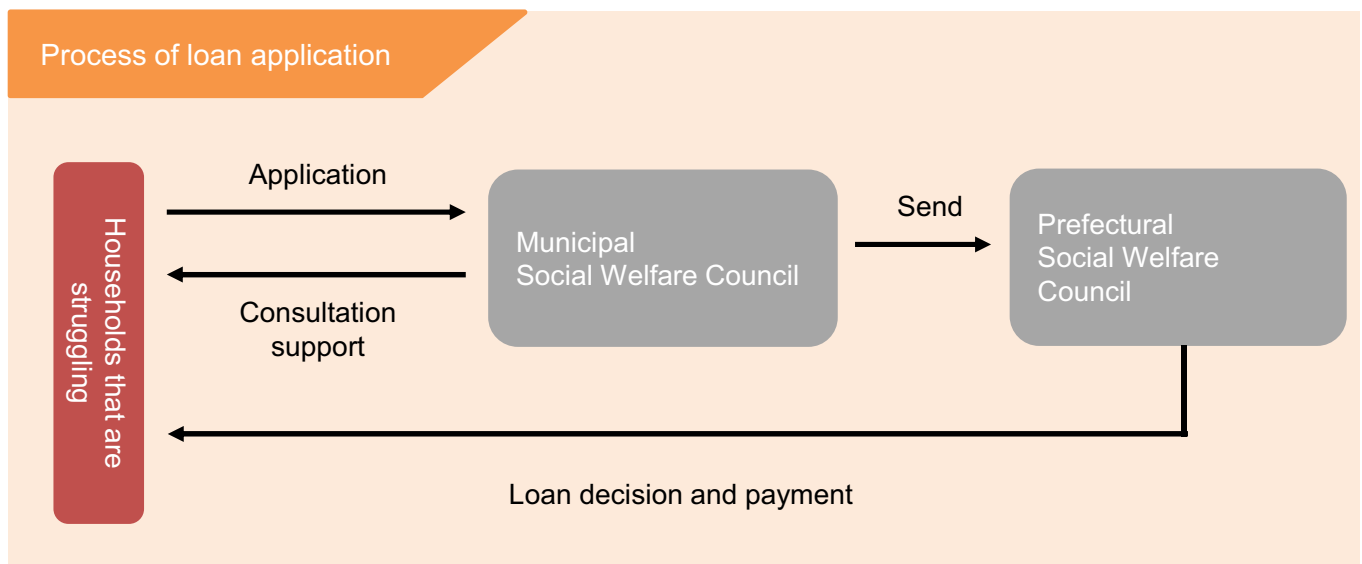 Process of loan application
Households that are
struggling
Application
Consultation
support
Municipal
Social Welfare Council
Send
Prefectural
Social Welfare
Council
Loan decision and payment